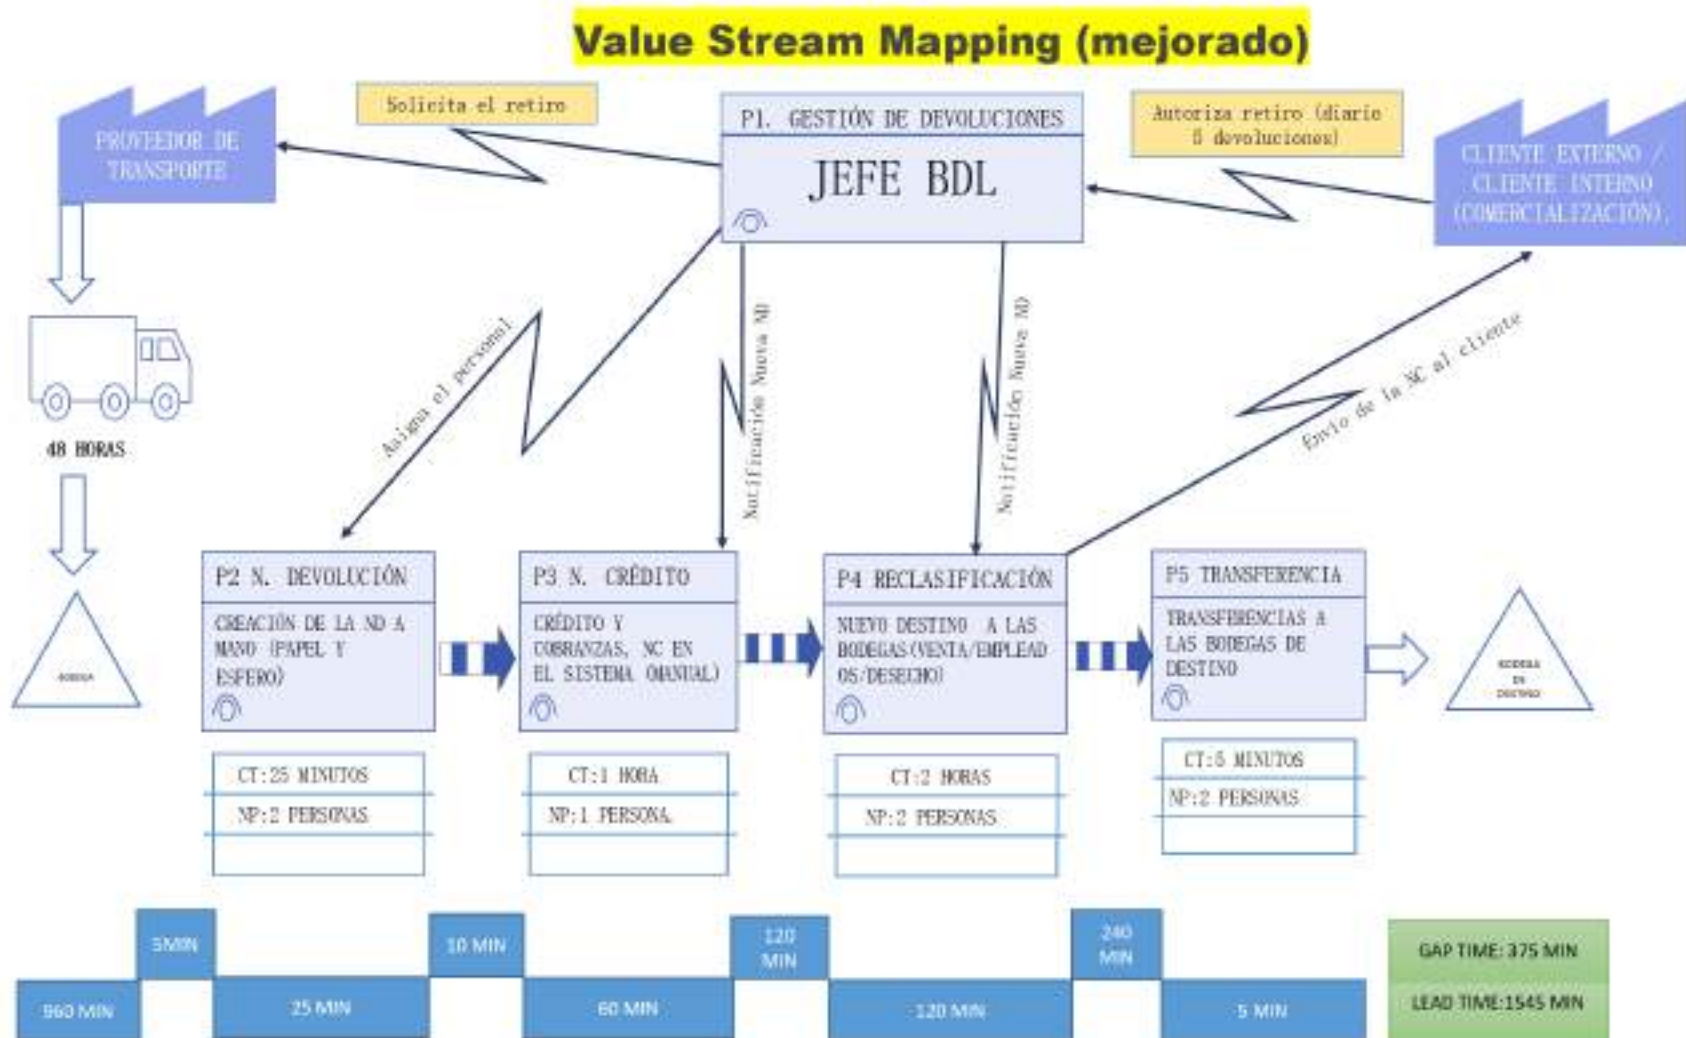 Value Stream Mapping (mejorado)
Solicita el retiro
P1. GESTIÓN DE DEVOLUCIONES
JEFE BDL
Autoriza retiro (diario
5 devoluciones)
PROVEEDOR DE
TRANSPORTE
CLIENTE EXTERNO /
CLIENTE INTERNO
(COMERCIALIZACIÓN).
48 HORAS
Asigna el personal
Notificación Nueva ND
Notificación Nueva ND
Envío de la NC al cliente
BODEGA
P2 N. DEVOLUCIÓN
CREACIÓN DE LA ND A
MANO (PAPEL Y
ESFERO)
P3 N. CRÉDITO
CRÉDITO Y
COBRANZAS, NC EN
EL SISTEMA (MANUAL)
P4 RECLASIFICACIÓN
NUEVO DESTINO A LAS
BODEGAS(VENTA/EMPLEAD
OS/DESECHO)
P5 TRANSFERENCIA
TRANSFERENCIAS A
LAS BODEGAS DE
DESTINO
BODEGA
DE
DESTINO
CT:25 MINUTOS
NP:2 PERSONAS
CT:1 HORA
NP:1 PERSONA.
CT:2 HORAS
NP:2 PERSONAS
CT:5 MINUTOS
NP:2 PERSONAS
960 MIN
5MIN
25 MIN
10 MIN
60 MIN
120
MIN
120 MIN
240
MIN
5 MIN
GAP TIME: 375 MIN
LEAD TIME:1545 MIN